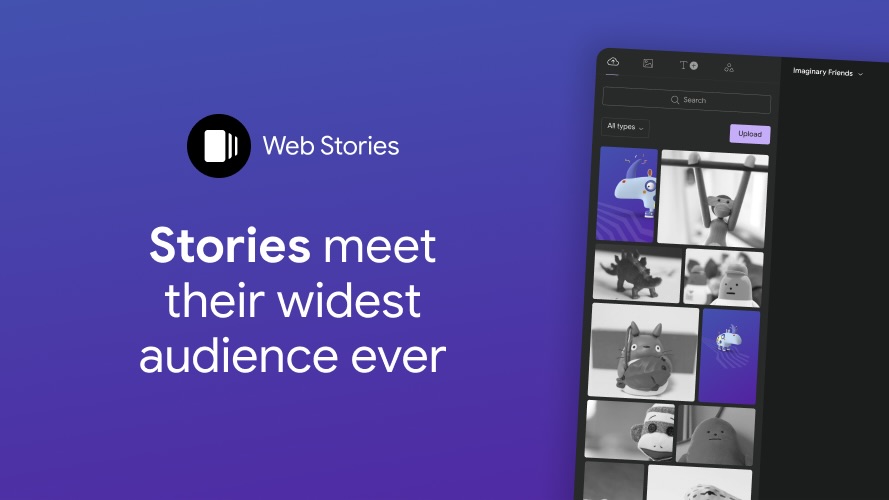 Web Stories
Stories meet
their widest
audience ever
T
Imaginary Friends
Search
All types
Upload